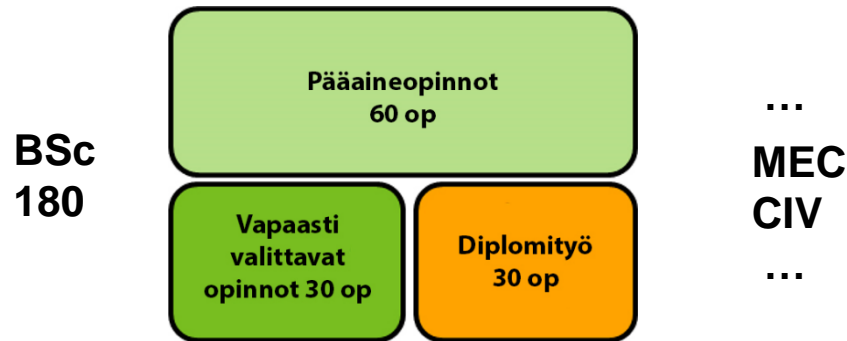 BSc
180
Pääaineopinnot
60 op
Vapaasti
valittavat
opinnot 30 op
Diplomityö
30 op
...
MEC
CIV
...